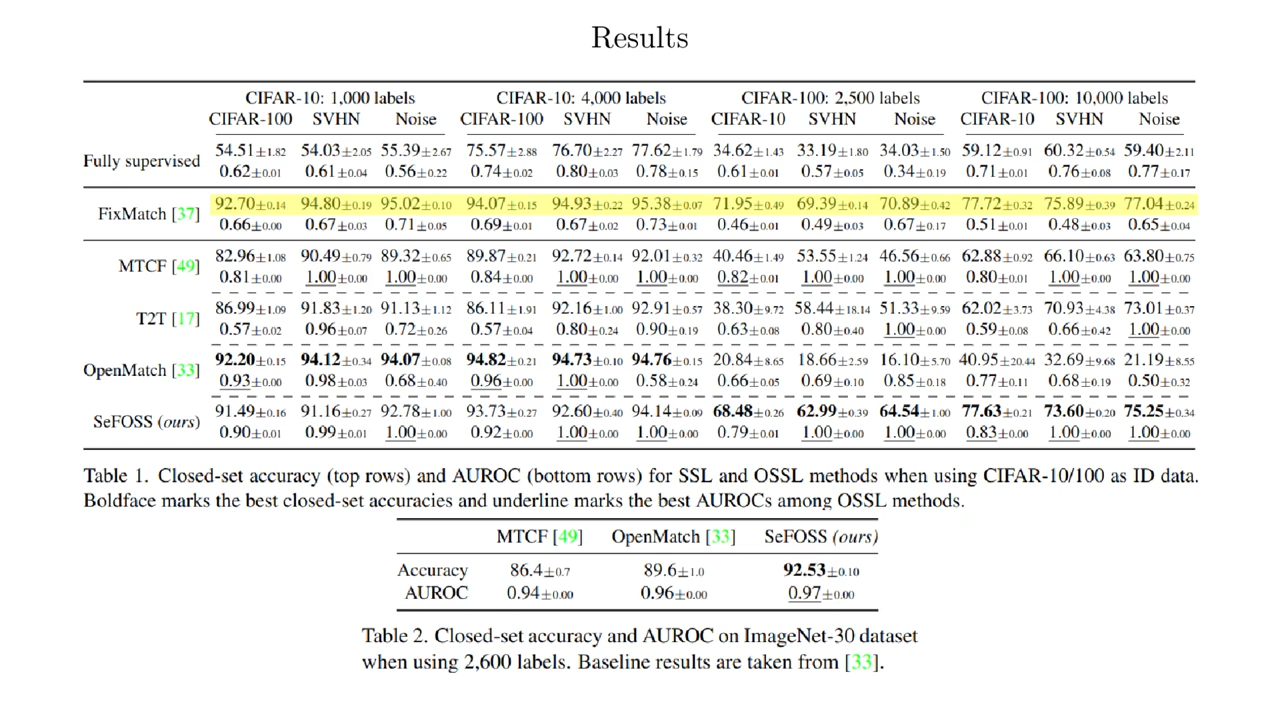 Results
CIFAR-10: 1,000 labels CIFAR-10: 4,000 labels CIFAR-100: 2,500 labels CIFAR-100: 10,000 labels
CIFAR-100 SVHN Noise CIFAR-100 SVHN Noise CIFAR-10 SVHN Noise CIFAR-10 SVHN Noise
Fully supervised
54.51±1.82 54.03±2.05 55.39±2.67 75.57±2.88 76.70±2.27 77.62±1.79 34.62±1.43 33.19±1.80 34.03±1.50 59.12±0.91 60.32±0.54 59.40±2.11
0.62±0.01 0.61±0.04 0.56±0.22 0.74±0.02 0.80±0.03 0.78±0.15 0.61±0.01 0.57±0.05 0.34±0.19 0.71±0.01 0.76±0.08 0.77±0.17
FixMatch [37]
92.70±0.14 94.80±0.19 95.02±0.10 94.07±0.15 94.93±0.22 95.38±0.07 71.95±0.49 69.39±0.14 70.89±0.42 77.72±0.32 75.89±0.39 77.04±0.24
0.66±0.00 0.67±0.03 0.71±0.05 0.69±0.01 0.67±0.02 0.73±0.01 0.46±0.01 0.49±0.03 0.67±0.17 0.51±0.01 0.48±0.03 0.65±0.04
MTCF [49]
82.96±1.08 90.49±0.79 89.32±0.65 89.87±0.21 92.72±0.14 92.01±0.32 40.46±1.49 53.55±1.24 46.56±0.66 62.88±0.92 66.10±0.63 63.80±0.75
0.81±0.01 1.00±0.00 1.00±0.00 0.84±0.00 1.00±0.00 1.00±0.00 0.82±0.01 1.00±0.00 1.00±0.00 0.80±0.01 1.00±0.00 1.00±0.00
T2T [17]
86.99±1.09 91.83±1.20 91.13±1.12 86.11±1.91 92.16±1.00 92.91±0.57 38.30±9.72 58.44±18.14 51.33±9.59 62.02±3.73 70.93±4.38 73.01±0.37
0.57±0.02 0.96±0.07 0.72±0.26 0.57±0.04 0.80±0.24 0.90±0.19 0.63±0.08 0.80±0.40 1.00±0.00 0.59±0.08 0.66±0.42 1.00±0.00
OpenMatch [33]
92.20±0.15 94.12±0.34 94.07±0.08 94.82±0.21 94.73±0.10 94.76±0.15 20.84±8.65 18.66±2.59 16.10±5.70 40.95±20.44 32.69±9.68 21.19±8.55
0.93±0.00 0.98±0.03 0.68±0.40 0.96±0.00 1.00±0.00 0.58±0.24 0.66±0.05 0.69±0.10 0.85±0.18 0.77±0.11 0.68±0.19 0.50±0.32
SeFOSS (ours)
91.49±0.16 91.16±0.27 92.78±1.00 93.73±0.27 92.60±0.40 94.14±0.09 68.48±0.26 62.99±0.39 64.54±1.00 77.63±0.21 73.60±0.20 75.25±0.34
0.90±0.01 0.99±0.01 1.00±0.00 0.92±0.00 1.00±0.00 1.00±0.00 0.79±0.01 1.00±0.00 1.00±0.00 0.83±0.00 1.00±0.00 1.00±0.00
Table 1. Closed-set accuracy (top rows) and AUROC (bottom rows) for SSL and OSSL methods when using CIFAR-10/100 as ID data.
Boldface marks the best closed-set accuracies and underline marks the best AUROCs among OSSL methods.
MTCF [49] OpenMatch [33] SeFOSS (ours)
Accuracy 86.4±0.7 89.6±1.0 92.53±0.10
AUROC 0.94±0.00 0.96±0.00 0.97±0.00
Table 2. Closed-set accuracy and AUROC on ImageNet-30 dataset
when using 2,600 labels. Baseline results are taken from [33].